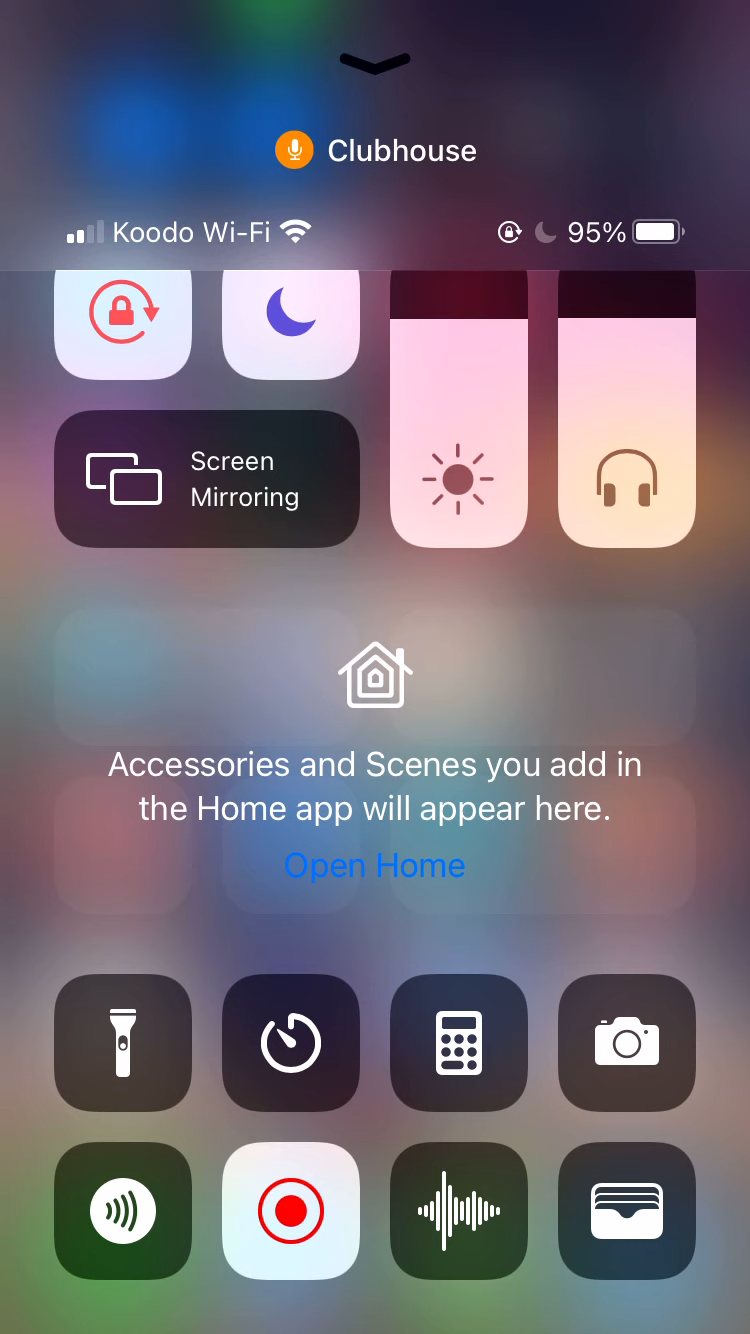 Clubhouse
Koodo Wi-Fi 95%
Screen
Mirroring
Accessories and Scenes you add in
the Home app will appear here.
Open Home